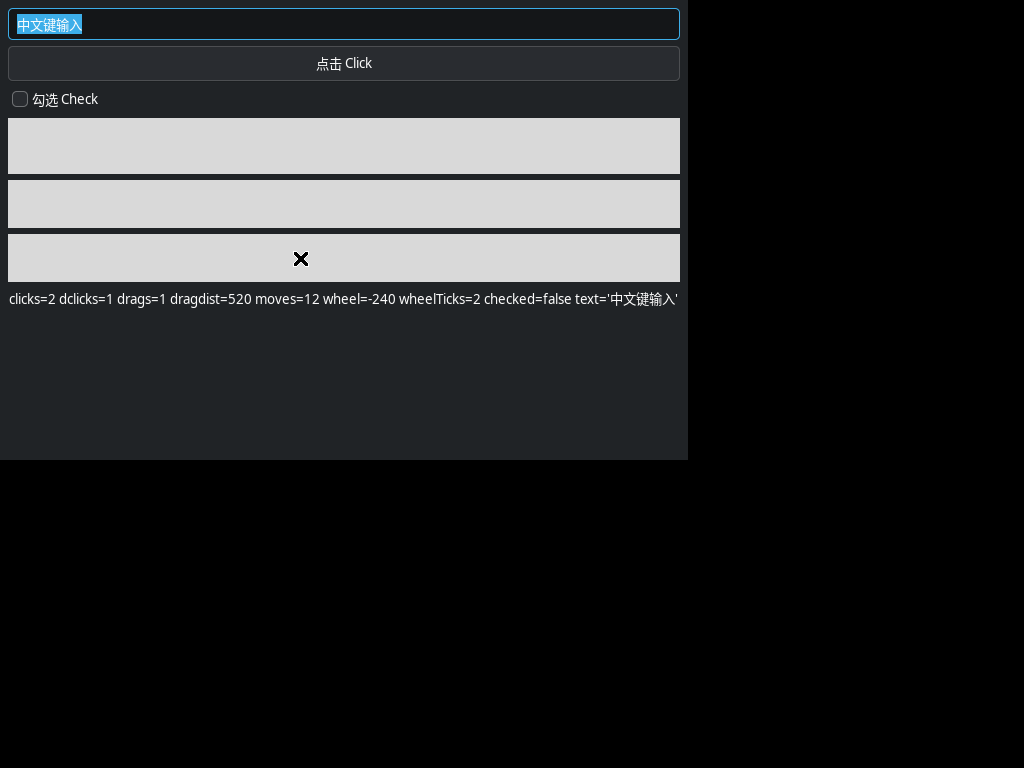 中文键输入
点击 Click
勾选 Check
clicks=2 dclicks=1 drags=1 dragdist=520 moves=12 wheel=-240 wheelTicks=2 checked=false text='中文键输入'